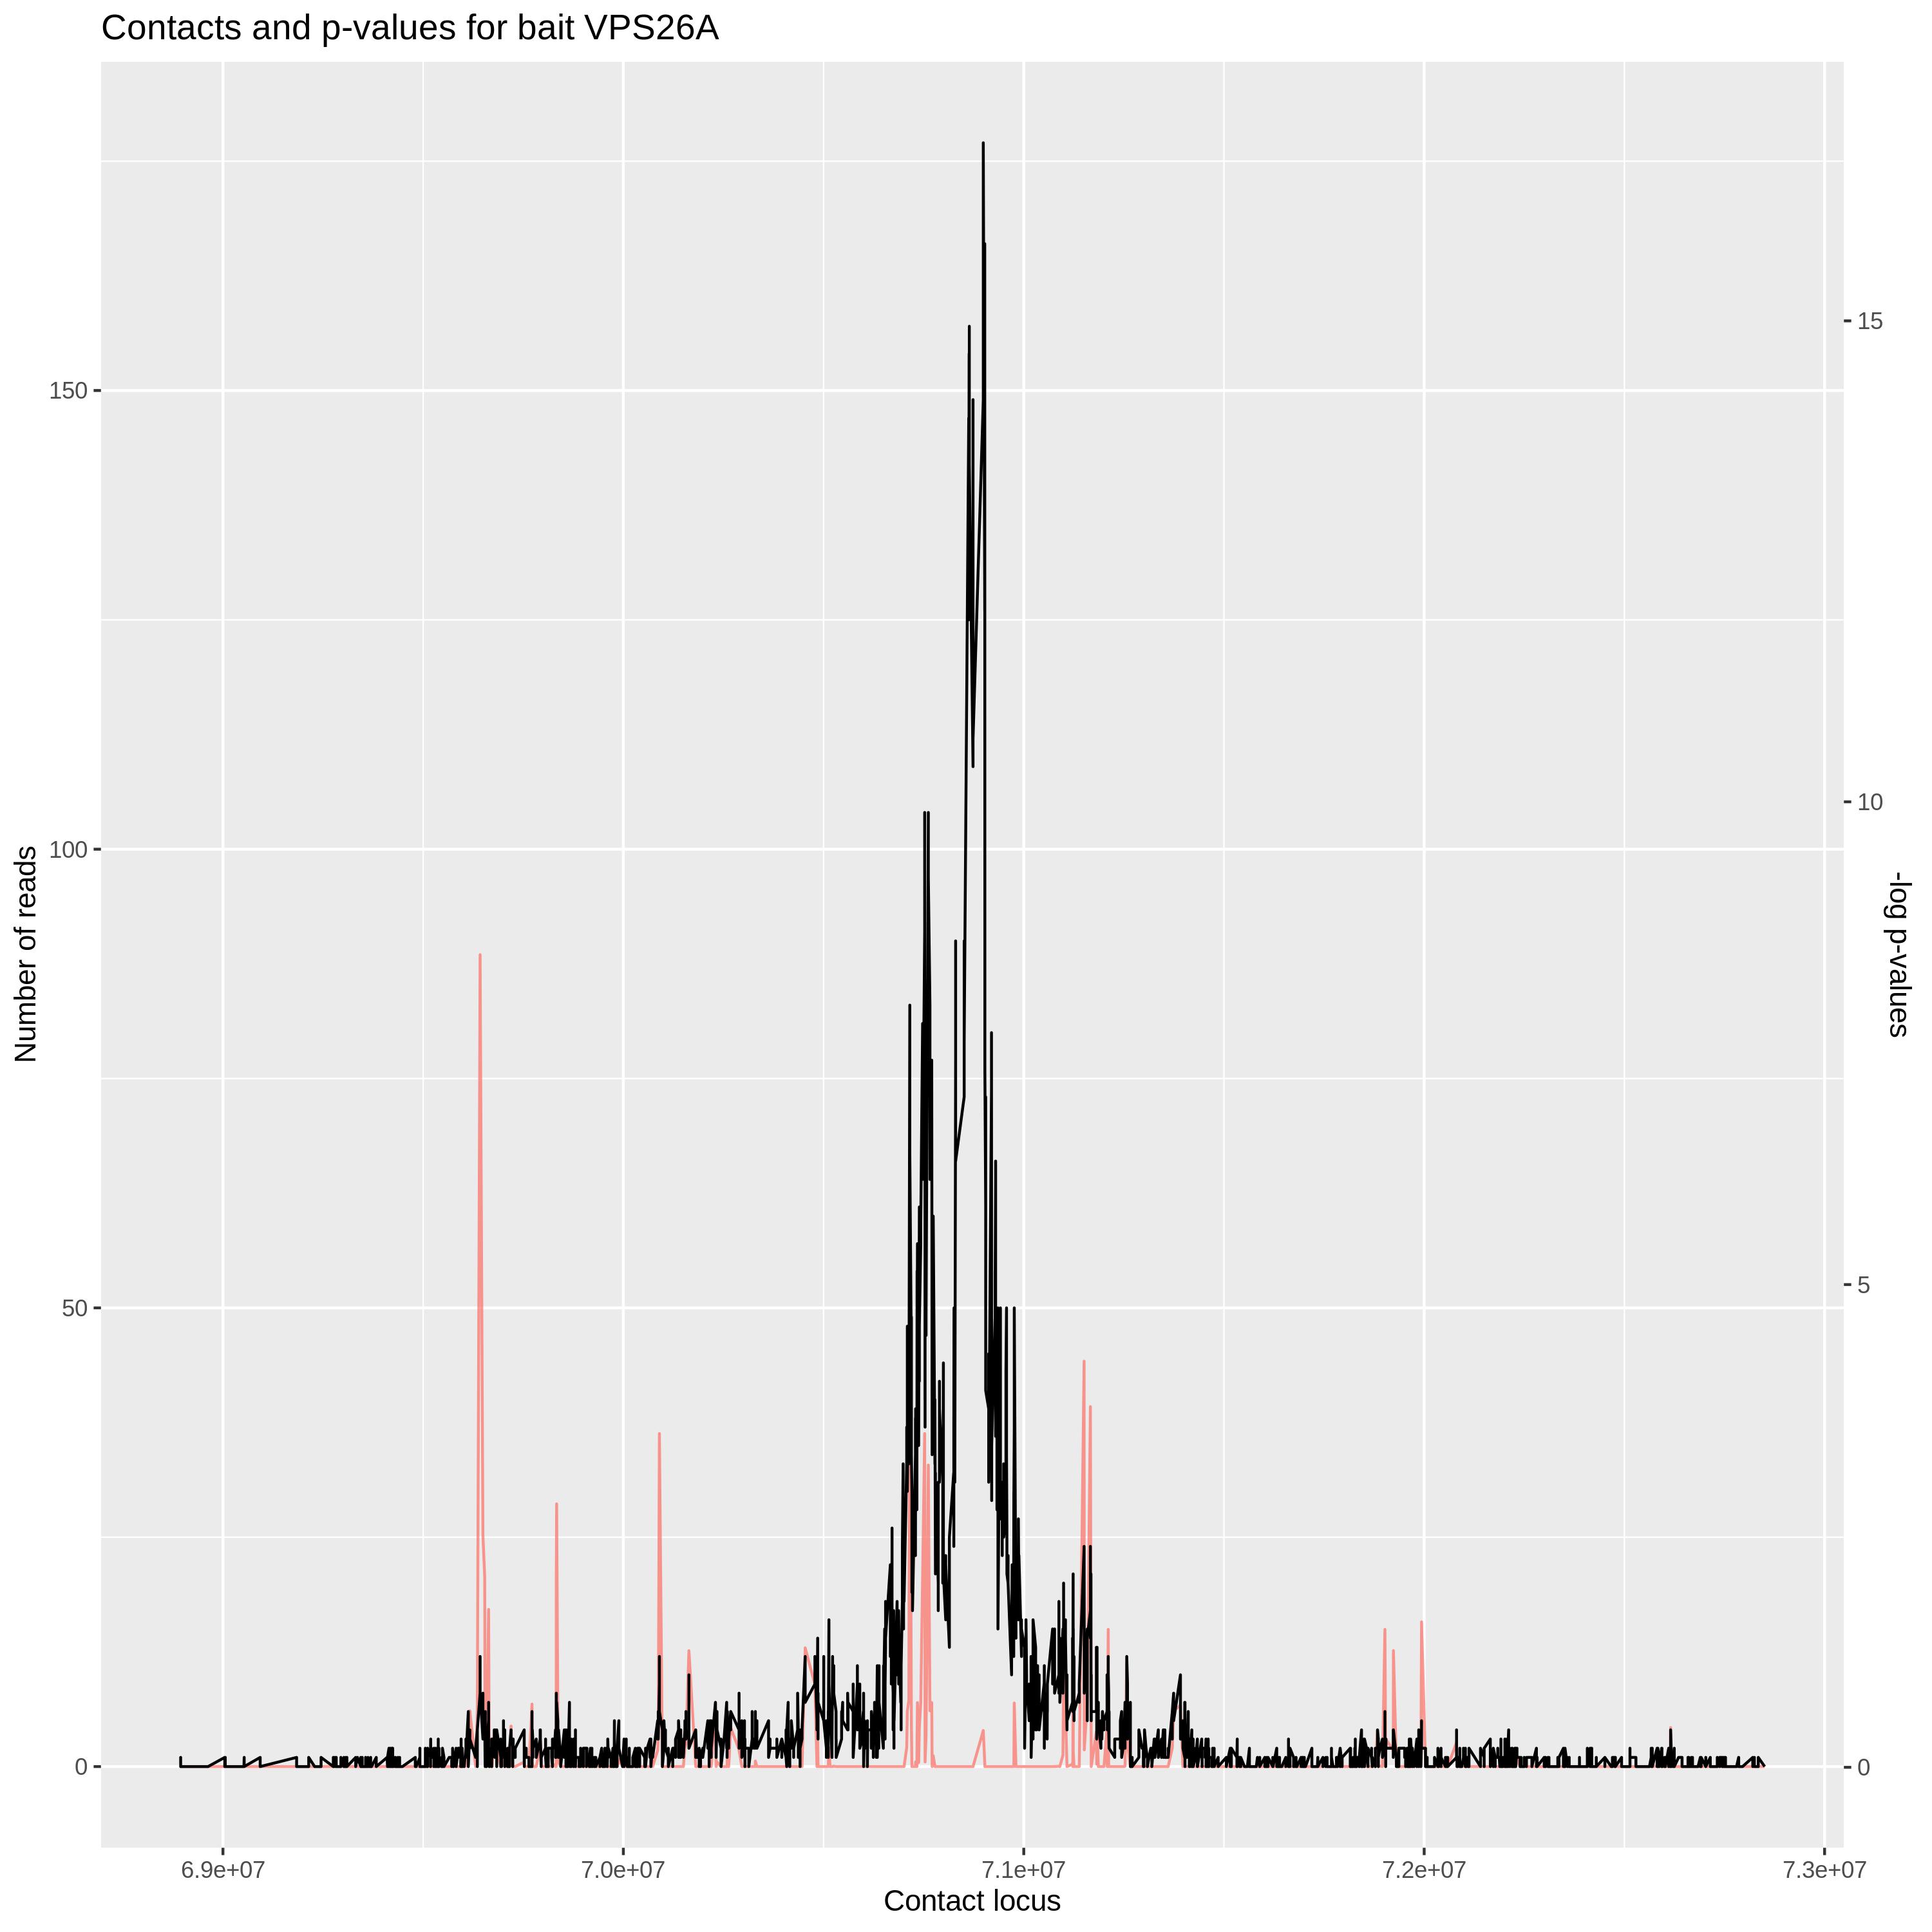 Contacts and p-values for bait VPS26A
150
100
50
0
Number of reads
15
10
5
0
-log p-values
6.9e+07 7.0e+07 7.1e+07 7.2e+07 7.3e+07
Contact locus